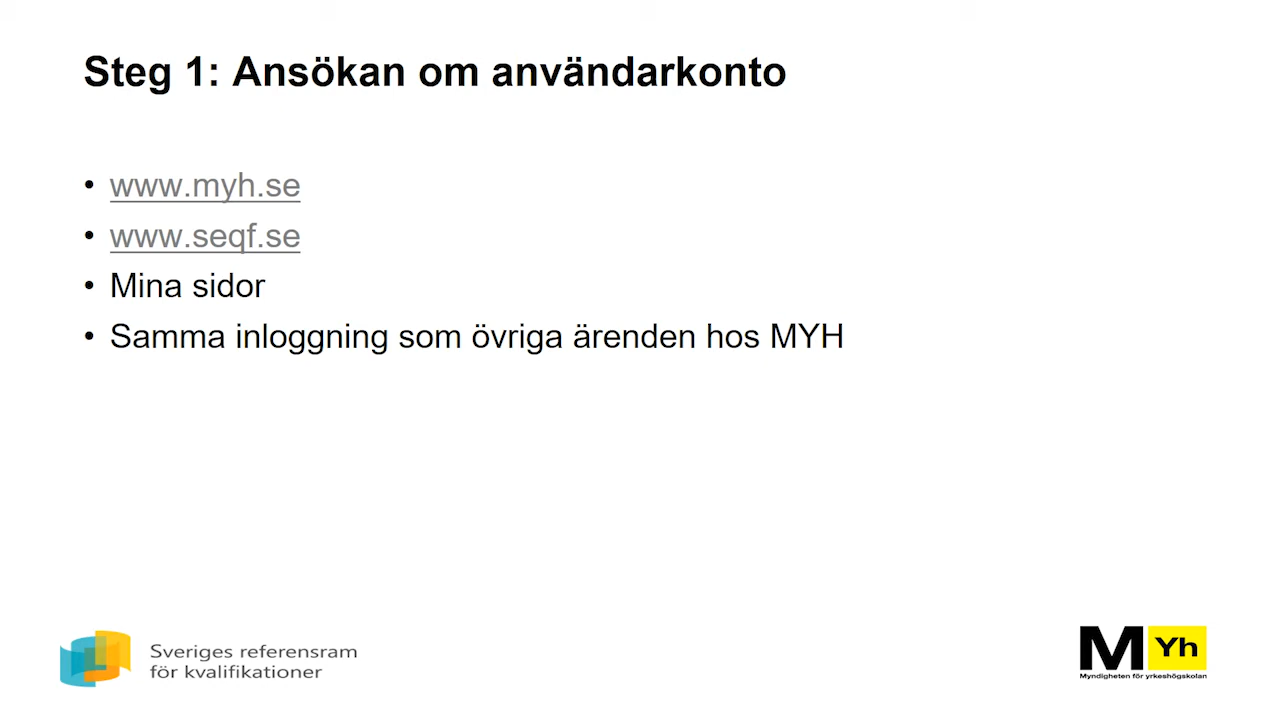 Steg 1: Ansökan om användarkonto
• www.myh.se
• www.seqf.se
• Mina sidor
• Samma inloggning som övriga ärenden hos MYH
Sveriges referensram
för kvalifikationer
M Yh
Myndigheten för yrkeshögskolan